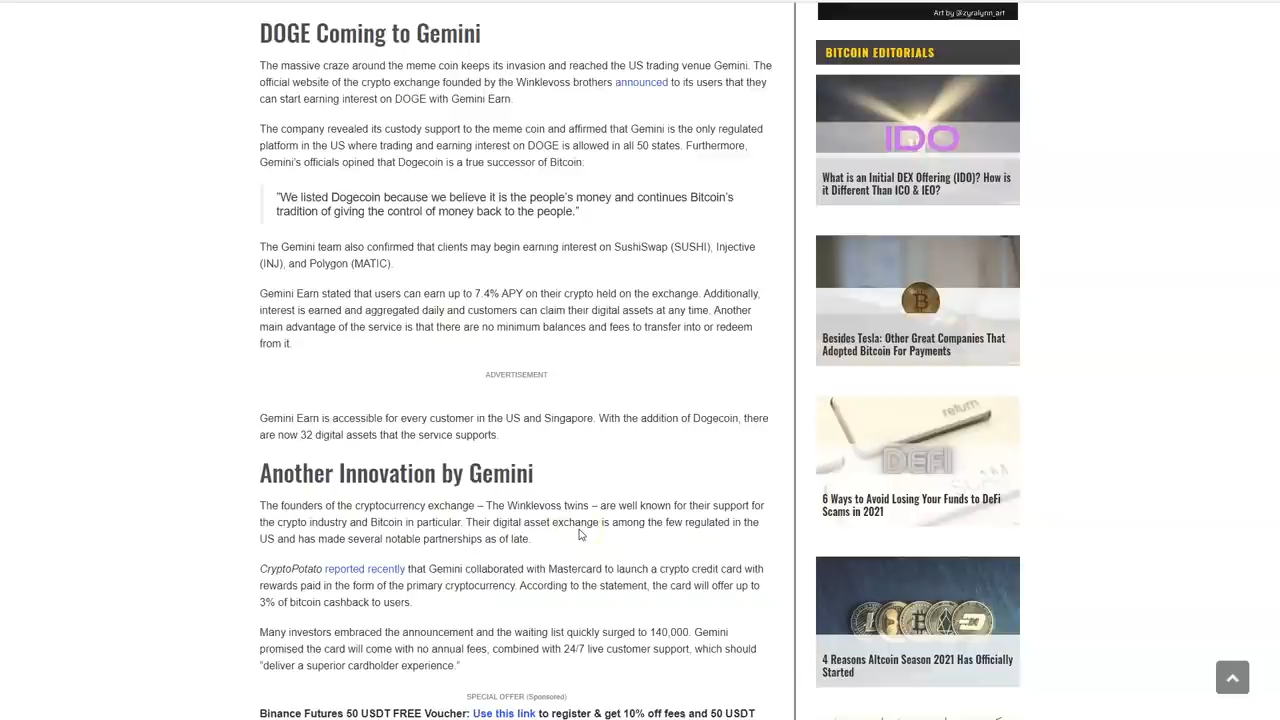 Art by @zyralynn_art
DOGE Coming to Gemini
The massive craze around the meme coin keeps its invasion and reached the US trading venue Gemini. The
official website of the crypto exchange founded by the Winklevoss brothers announced to its users that they
can start earning interest on DOGE with Gemini Earn.
The company revealed its custody support to the meme coin and affirmed that Gemini is the only regulated
platform in the US where trading and earning interest on DOGE is allowed in all 50 states. Furthermore,
Gemini's officials opined that Dogecoin is a true successor of Bitcoin:
"We listed Dogecoin because we believe it is the people's money and continues Bitcoin's
tradition of giving the control of money back to the people."
The Gemini team also confirmed that clients may begin earning interest on SushiSwap (SUSHI), Injective
(INJ), and Polygon (MATIC).
Gemini Earn stated that users can earn up to 7.4% APY on their crypto held on the exchange. Additionally,
interest is earned and aggregated daily and customers can claim their digital assets at any time. Another
main advantage of the service is that there are no minimum balances and fees to transfer into or redeem
from it.
ADVERTISEMENT
Gemini Earn is accessible for every customer in the US and Singapore. With the addition of Dogecoin, there
are now 32 digital assets that the service supports.
Another Innovation by Gemini
The founders of the cryptocurrency exchange – The Winklevoss twins – are well known for their support for
the crypto industry and Bitcoin in particular. Their digital asset exchange is among the few regulated in the
US and has made several notable partnerships as of late.
CryptoPotato reported recently that Gemini collaborated with Mastercard to launch a crypto credit card with
rewards paid in the form of the primary cryptocurrency. According to the statement, the card will offer up to
3% of bitcoin cashback to users.
Many investors embraced the announcement and the waiting list quickly surged to 140,000. Gemini
promised the card will come with no annual fees, combined with 24/7 live customer support, which should
"deliver a superior cardholder experience."
SPECIAL OFFER (Sponsored)
Binance Futures 50 USDT FREE Voucher: Use this link to register & get 10% off fees and 50 USDT
BITCOIN EDITORIALS
IDO
What is an Initial DEX Offering (IDO)? How is
it Different Than ICO & IEO?
Besides Tesla: Other Great Companies That
Adopted Bitcoin For Payments
return
DEFI
SCAM
6 Ways to Avoid Losing Your Funds to DeFi
Scams in 2021
4 Reasons Altcoin Season 2021 Has Officially
Started